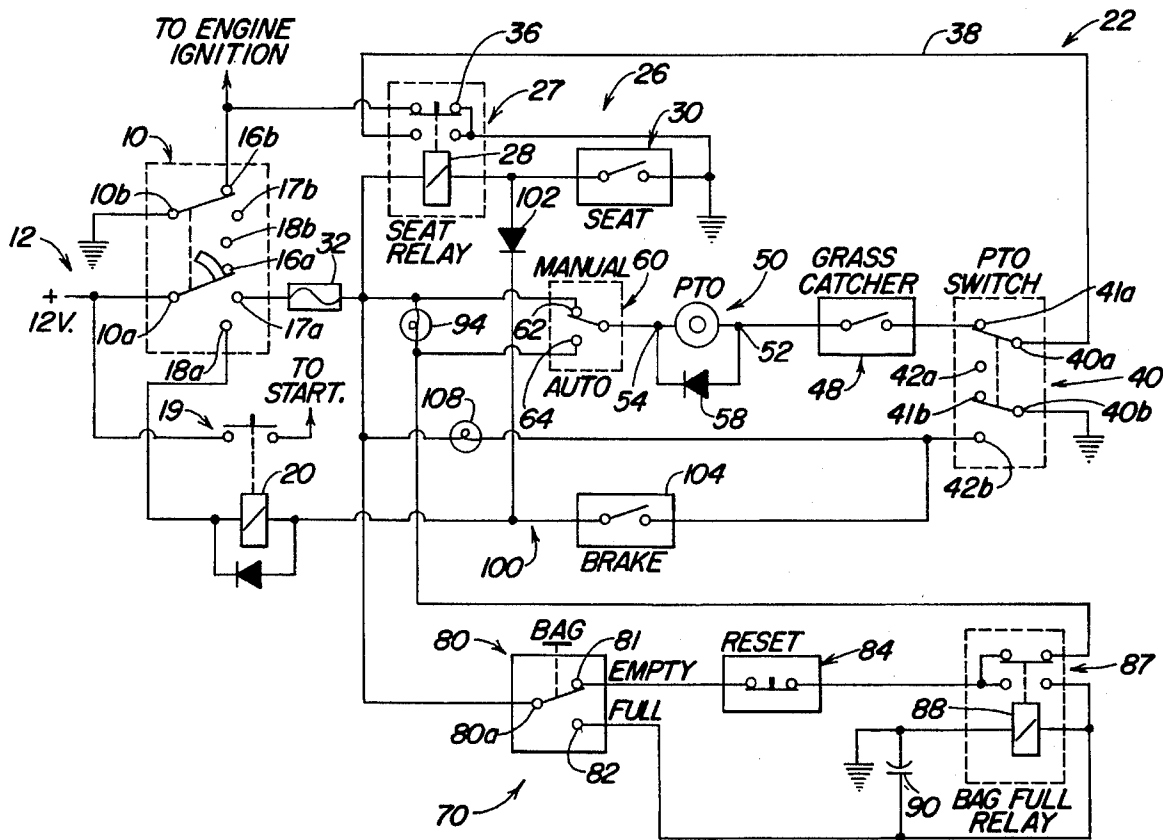 TO ENGINE
IGNITION
36
38
22
27
26
30
10
16b
28
10b
17b
102
SEAT
12
18b
32
SEAT
RELAY
16a
MANUAL
60
PTO
50
GRASS
CATCHER
PTO
SWITCH
41a
+
12V.
10a
17a
94
62
40a
18a
AUTO
54
52
48
42a
40
TO
START.
108
64
58
41b
40b
19
20
104
42b
100
BRAKE
80
BAG
81
RESET
84
EMPTY
87
FULL
88
80a
82
70
90
BAG FULL
RELAY